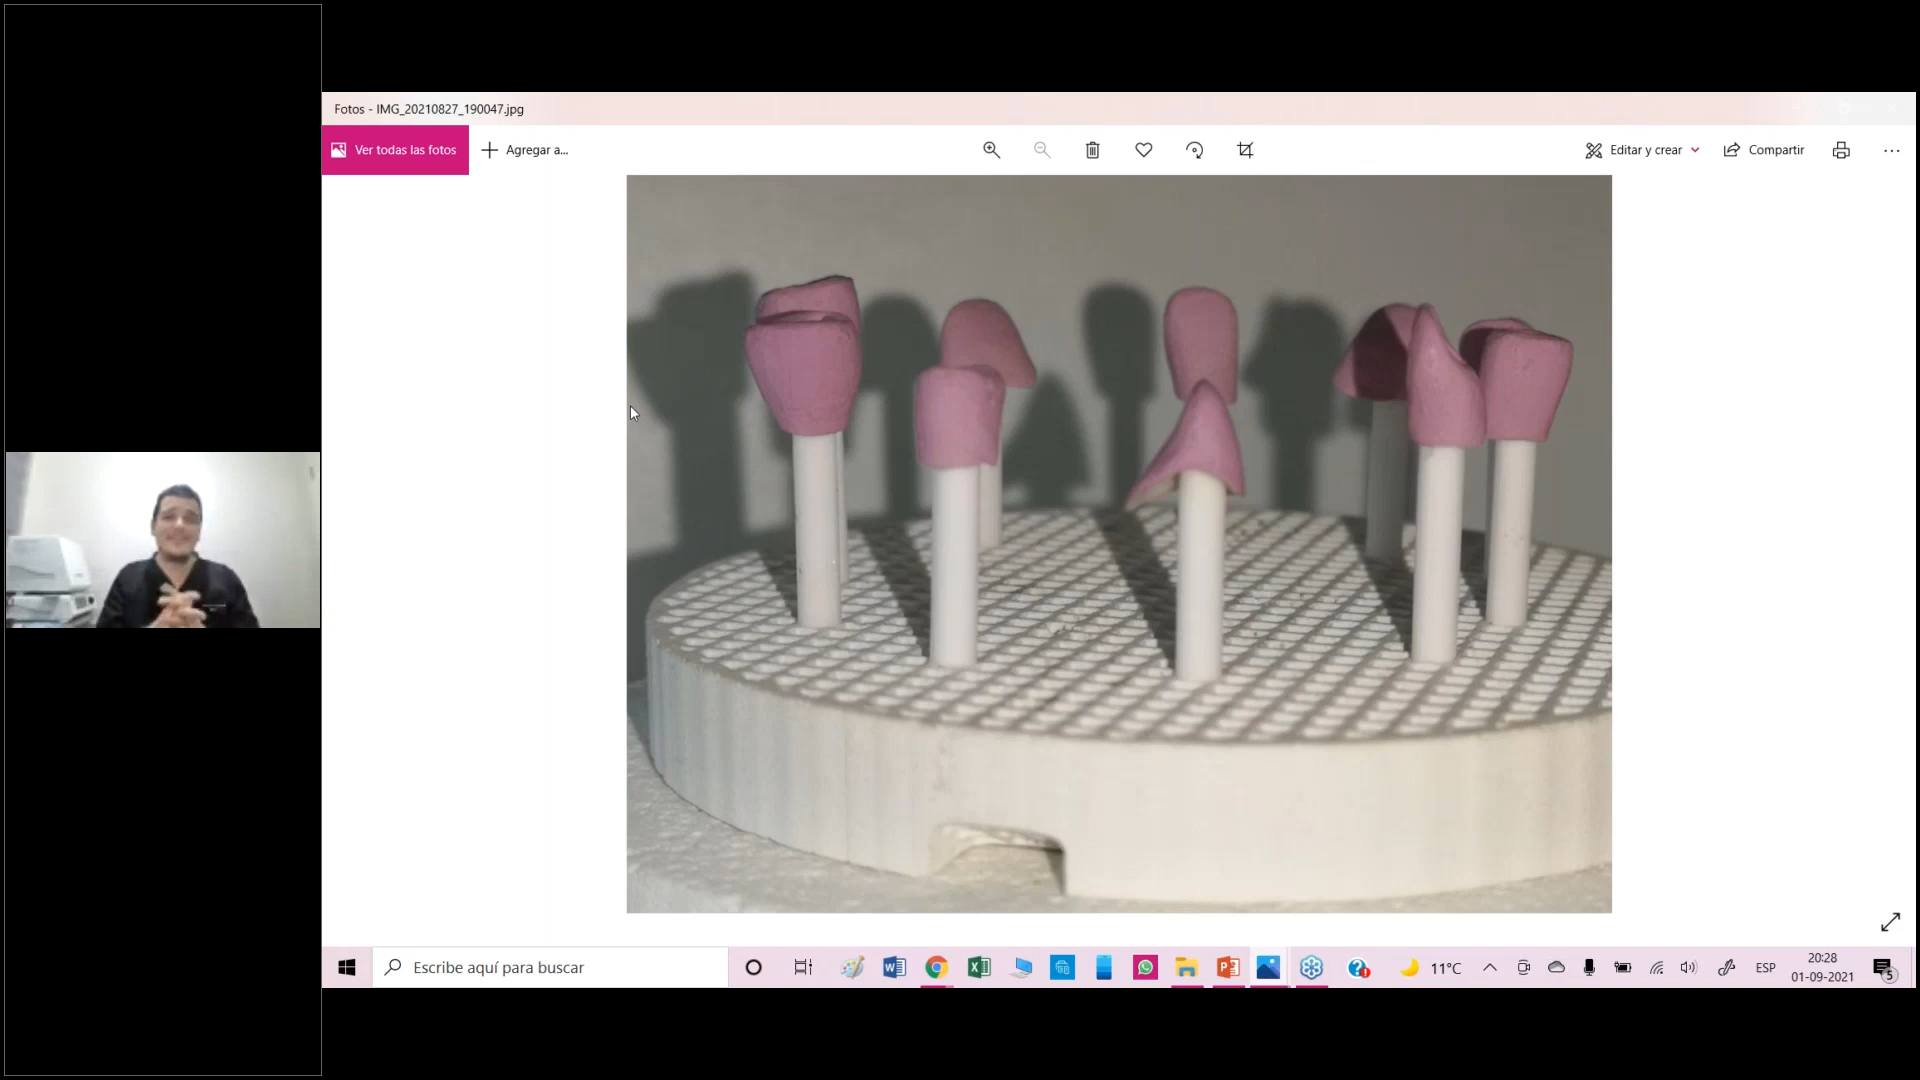 Fotos - IMG_20210827_190047.jpg
Ver todas las fotos
Agregar a...
Editar y crear
Compartir
Escribe aquí para buscar
11°C
ESP
20:28
01-09-2021
5